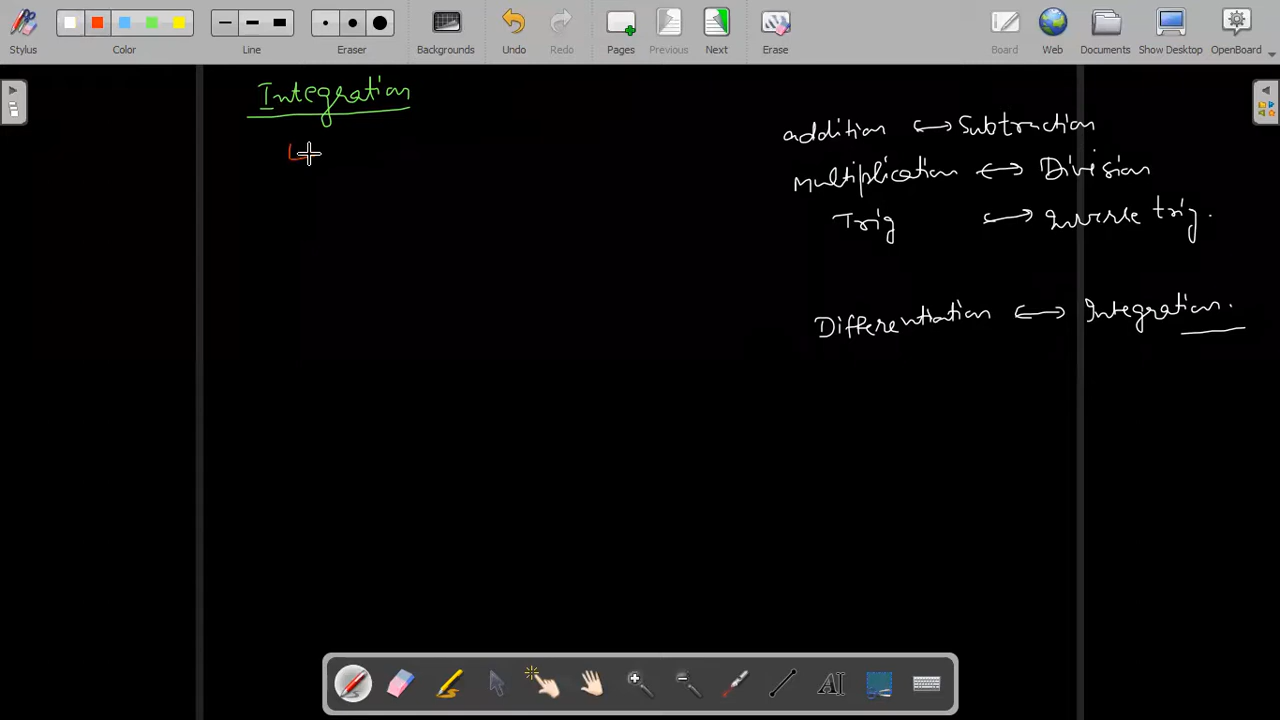 Stylus
Color
Line
Eraser
Backgrounds
Undo
Redo
Pages
Previous
Next
Erase
Board
Web
Documents
Show Desktop
OpenBoard
Integration
addition ↔ Subtraction
Multiplication ↔ Division
Trig ↔ Inverse trig.
Differentiation ↔ Integration.
AI